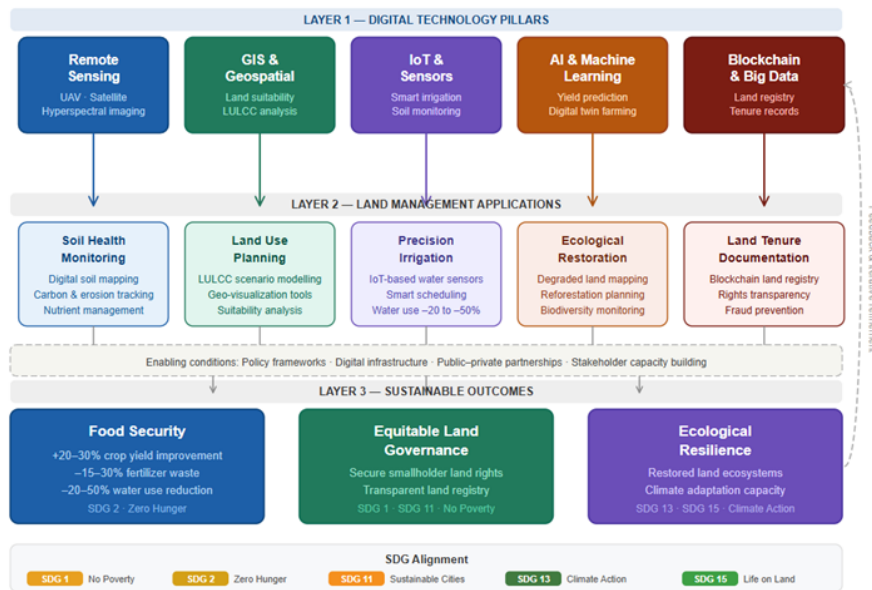 LAYER 1 — DIGITAL TECHNOLOGY PILLARS
Remote
Sensing
UAV · Satellite
Hyperspectral imaging
GIS &
Geospatial
Land suitability
LULCC analysis
IoT &
Sensors
Smart irrigation
Soil monitoring
AI & Machine
Learning
Yield prediction
Digital twin farming
Blockchain
& Big Data
Land registry
Tenure records
LAYER 2 — LAND MANAGEMENT APPLICATIONS
Soil Health
Monitoring
Digital soil mapping
Carbon & erosion tracking
Nutrient management
Land Use
Planning
LULCC scenario modelling
Geo-visualization tools
Suitability analysis
Precision
Irrigation
IoT-based water sensors
Smart scheduling
Water use –20 to –50%
Ecological
Restoration
Degraded land mapping
Reforestation planning
Biodiversity monitoring
Land Tenure
Documentation
Blockchain land registry
Rights transparency
Fraud prevention
Enabling conditions: Policy frameworks · Digital infrastructure · Public–private partnerships · Stakeholder capacity building
LAYER 3 — SUSTAINABLE OUTCOMES
Food Security
+20–30% crop yield improvement
–15–30% fertilizer waste
–20–50% water use reduction
SDG 2 · Zero Hunger
Equitable Land
Governance
Secure smallholder land rights
Transparent land registry
SDG 1 · SDG 11 · No Poverty
Ecological
Resilience
Restored land ecosystems
Climate adaptation capacity
SDG 13 · SDG 15 · Climate Action
SDG Alignment
SDG 1 No Poverty SDG 2 Zero Hunger SDG 11 Sustainable Cities SDG 13 Climate Action SDG 15 Life on Land